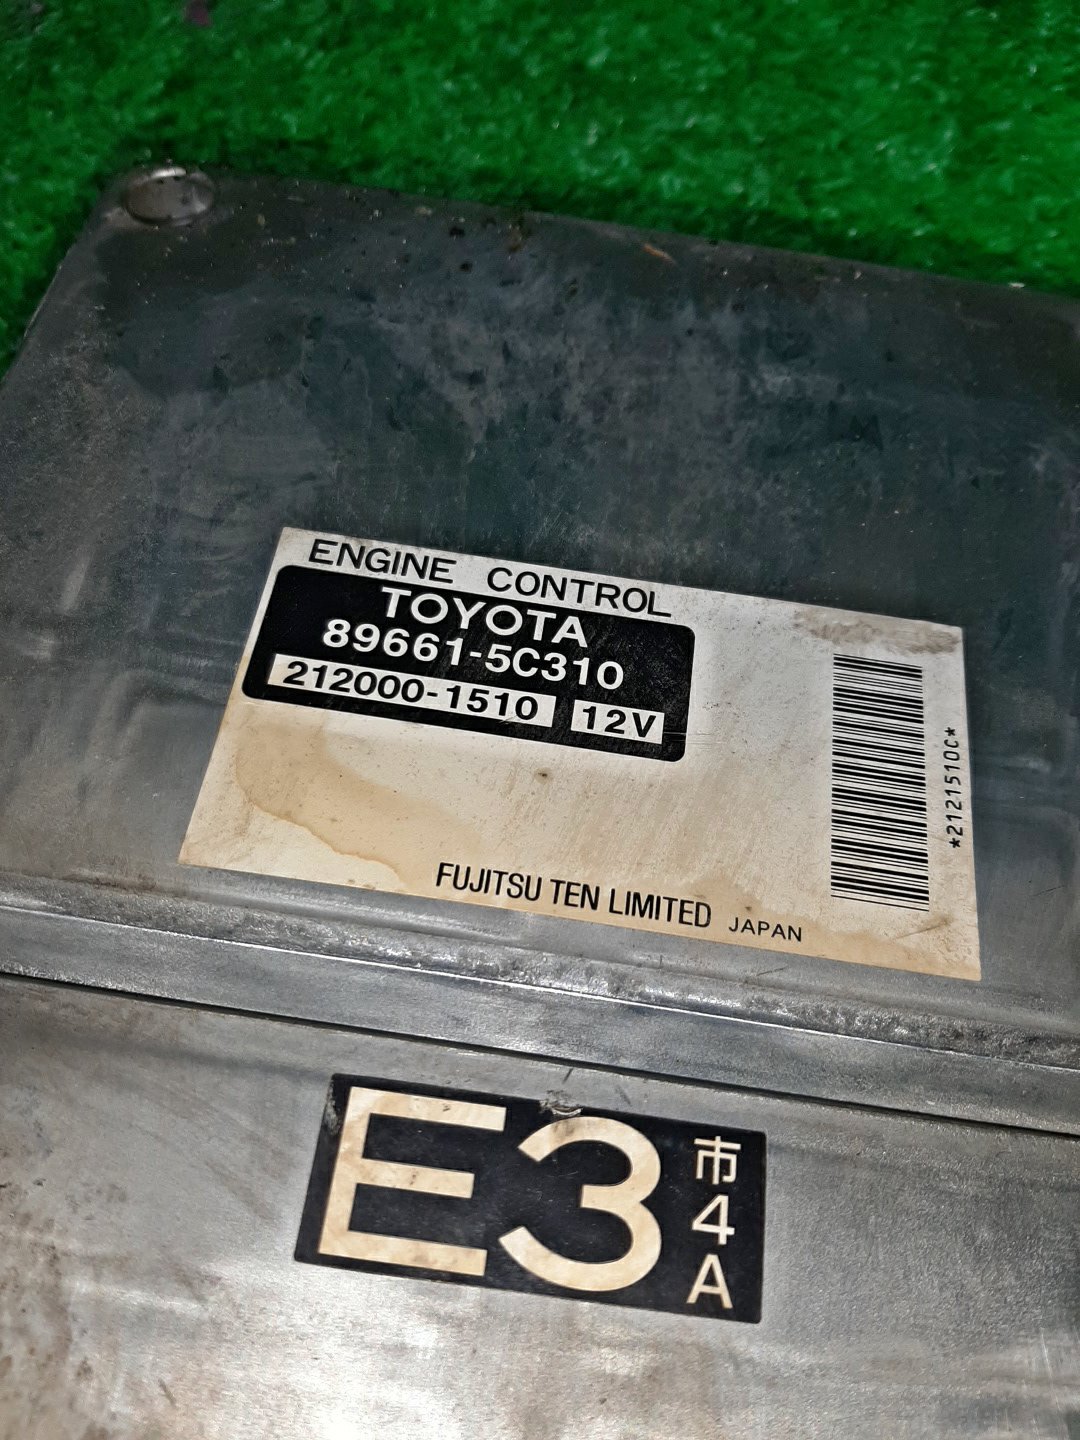 ENGINE CONTROL
TOYOTA
89661-5C310
212000-1510 12V
*2121510C*
FUJITSU TEN LIMITED JAPAN
E3
市
4
A